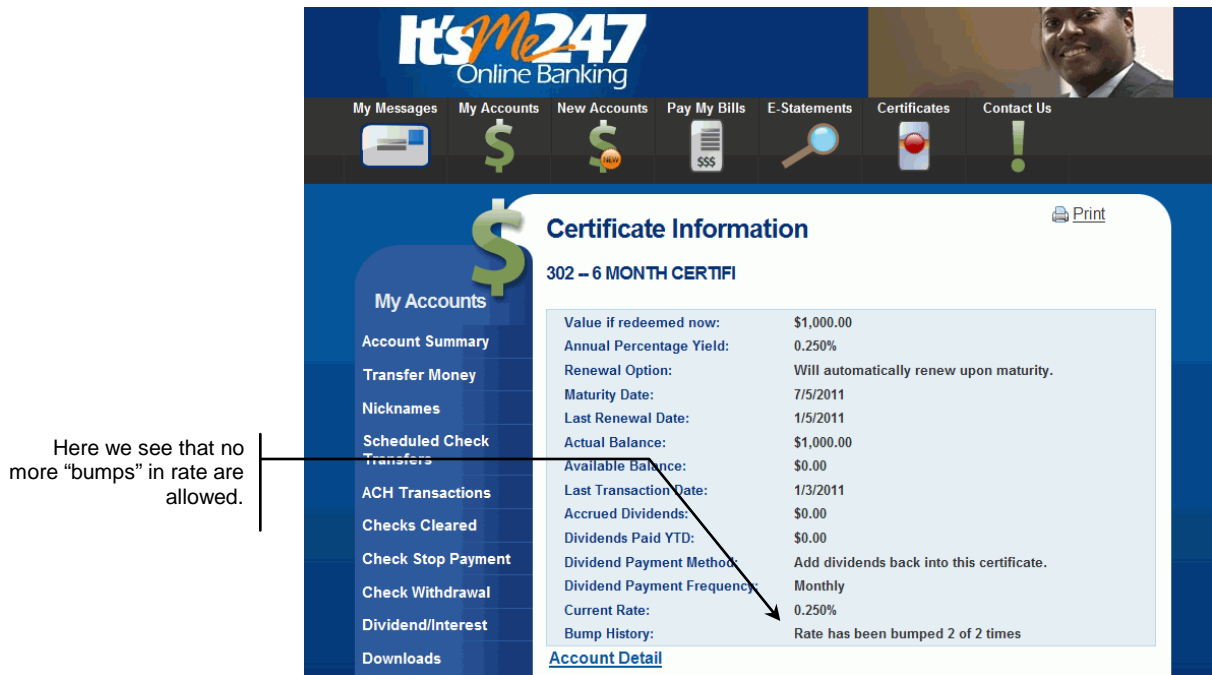 It'sMe247
Online Banking
My Messages My Accounts New Accounts Pay My Bills E-Statements Certificates Contact Us
NEW
$$$
Print
Certificate Information
302 -- 6 MONTH CERTIFI
Value if redeemed now: $1,000.00
Annual Percentage Yield: 0.250%
Renewal Option: Will automatically renew upon maturity.
Maturity Date: 7/5/2011
Last Renewal Date: 1/5/2011
Actual Balance: $1,000.00
Available Balance: $0.00
Last Transaction Date: 1/3/2011
Accrued Dividends: $0.00
Dividends Paid YTD: $0.00
Dividend Payment Method: Add dividends back into this certificate.
Dividend Payment Frequency: Monthly
Current Rate: 0.250%
Bump History: Rate has been bumped 2 of 2 times
Account Detail
My Accounts
Account Summary
Transfer Money
Nicknames
Scheduled Check
Transfers
ACH Transactions
Checks Cleared
Check Stop Payment
Check Withdrawal
Dividend/Interest
Downloads
Here we see that no
more “bumps” in rate are
allowed.